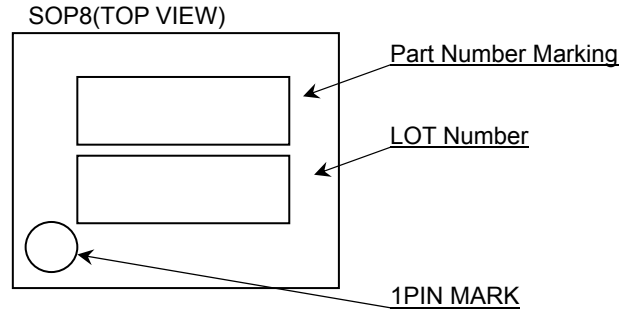 SOP8(TOP VIEW)
Part Number Marking
LOT Number
1PIN MARK